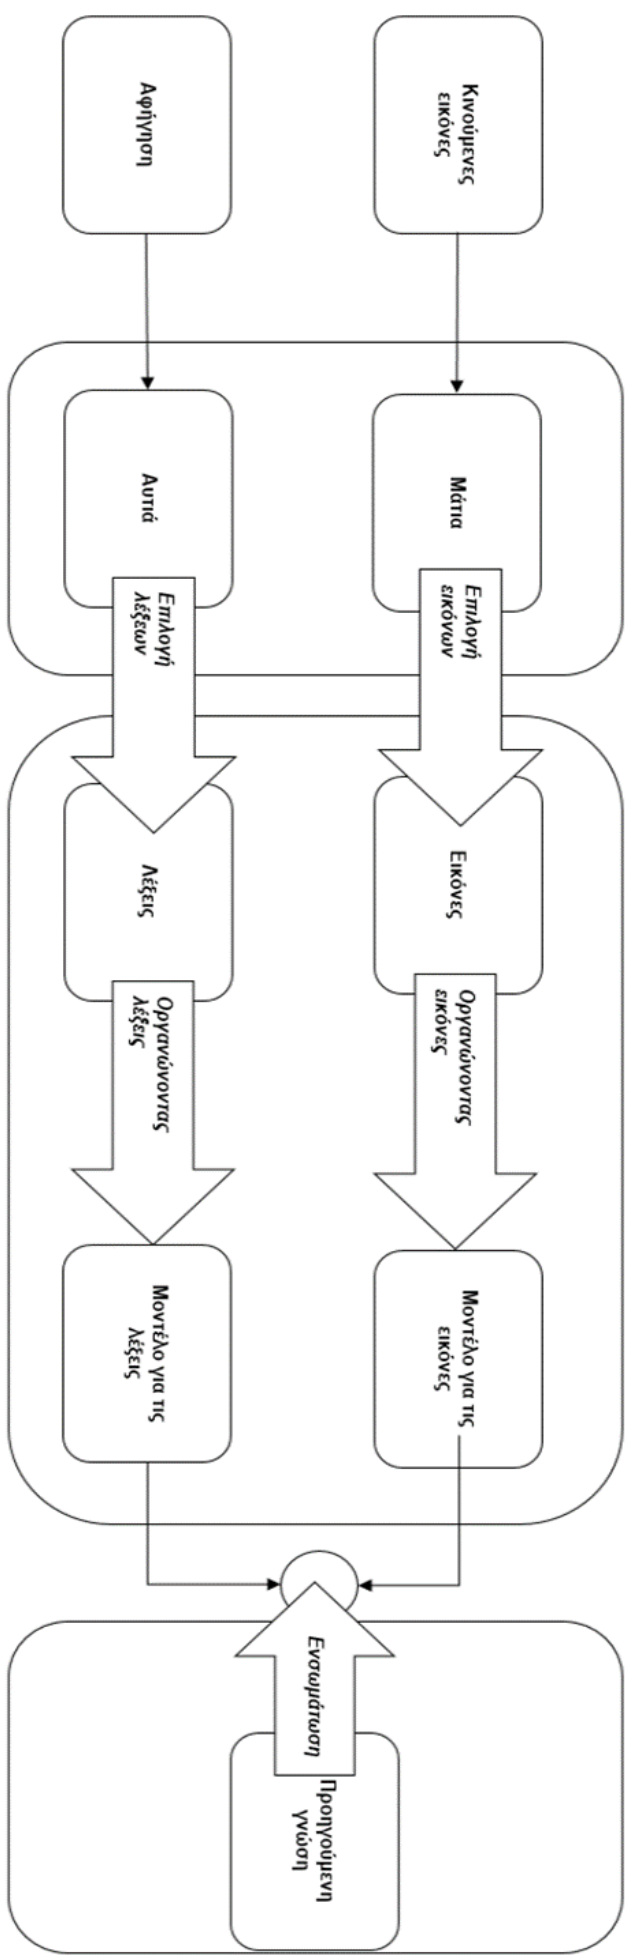 Κινούμενες
εικόνες
Μάτια
Επιλογή
εικόνων
Εικόνες
Οργανώνοντας
εικόνες
Μοντέλο για τις
εικόνες
Αφήγηση
Αυτιά
Επιλογή
λέξεων
Λέξεις
Οργανώνοντας
λέξεις
Μοντέλο για τις
λέξεις
Ενσωμάτωση
Προηγούμενη
γνώση